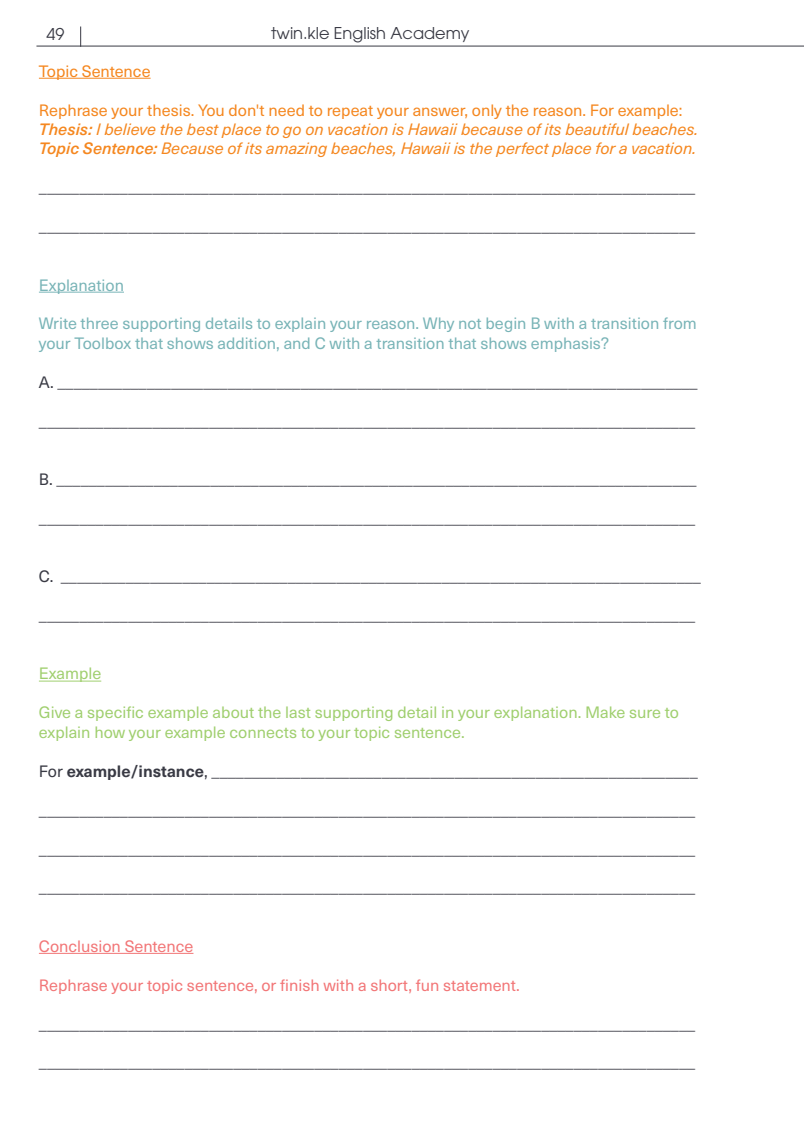 49 twin.kle English Academy
Topic Sentence
Rephrase your thesis. You don't need to repeat your answer, only the reason. For example:
Thesis: I believe the best place to go on vacation is Hawaii because of its beautiful beaches.
Topic Sentence: Because of its amazing beaches, Hawaii is the perfect place for a vacation.
Explanation
Write three supporting details to explain your reason. Why not begin B with a transition from
your Toolbox that shows addition, and C with a transition that shows emphasis?
A.
B.
C.
Example
Give a specific example about the last supporting detail in your explanation. Make sure to
explain how your example connects to your topic sentence.
For example/instance,
Conclusion Sentence
Rephrase your topic sentence, or finish with a short, fun statement.